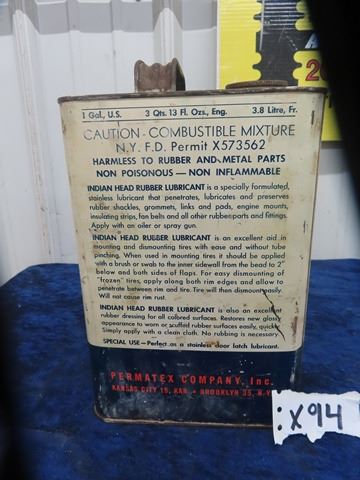 1 Gal., U.S. 3 Qts. 13 Fl. Ozs., Eng. 3.8 Litre, Fr.
CAUTION - COMBUSTIBLE MIXTURE
N.Y. F.D. Permit X573562
HARMLESS TO RUBBER AND METAL PARTS
NON POISONOUS — NON INFLAMMABLE
INDIAN HEAD RUBBER LUBRICANT is a specially formulated,
stainless lubricant that penetrates, lubricates and preserves
rubber shackles, grommets, links and pads, engine mounts,
insulating strips, fan belts and all other rubber parts and fittings.
Apply with an oiler or spray gun.
INDIAN HEAD RUBBER LUBRICANT is an excellent aid in
mounting and dismounting tires with ease and without tube
pinching. When used in mounting tires it should be applied
with a brush or swab to the inner sidewall from the bead to 2"
below and both sides of flaps. For easy dismounting of
"frozen" tires, apply along both rim edges and allow to
penetrate between rim and tire. Tire will then dismount easily.
Will not cause rim rust.
INDIAN HEAD RUBBER LUBRICANT is also an excellent
rubber dressing for all colored surfaces. Restores new glossy
appearance to worn or scuffed rubber surfaces easily, quickly.
Simply apply with a clean cloth. No rubbing is necessary.
SPECIAL USE—Perfect as a stainless door latch lubricant.
PERMATEX COMPANY, Inc.
KANSAS CITY 15, KAN. • BROOKLYN 35, N.Y.
X94